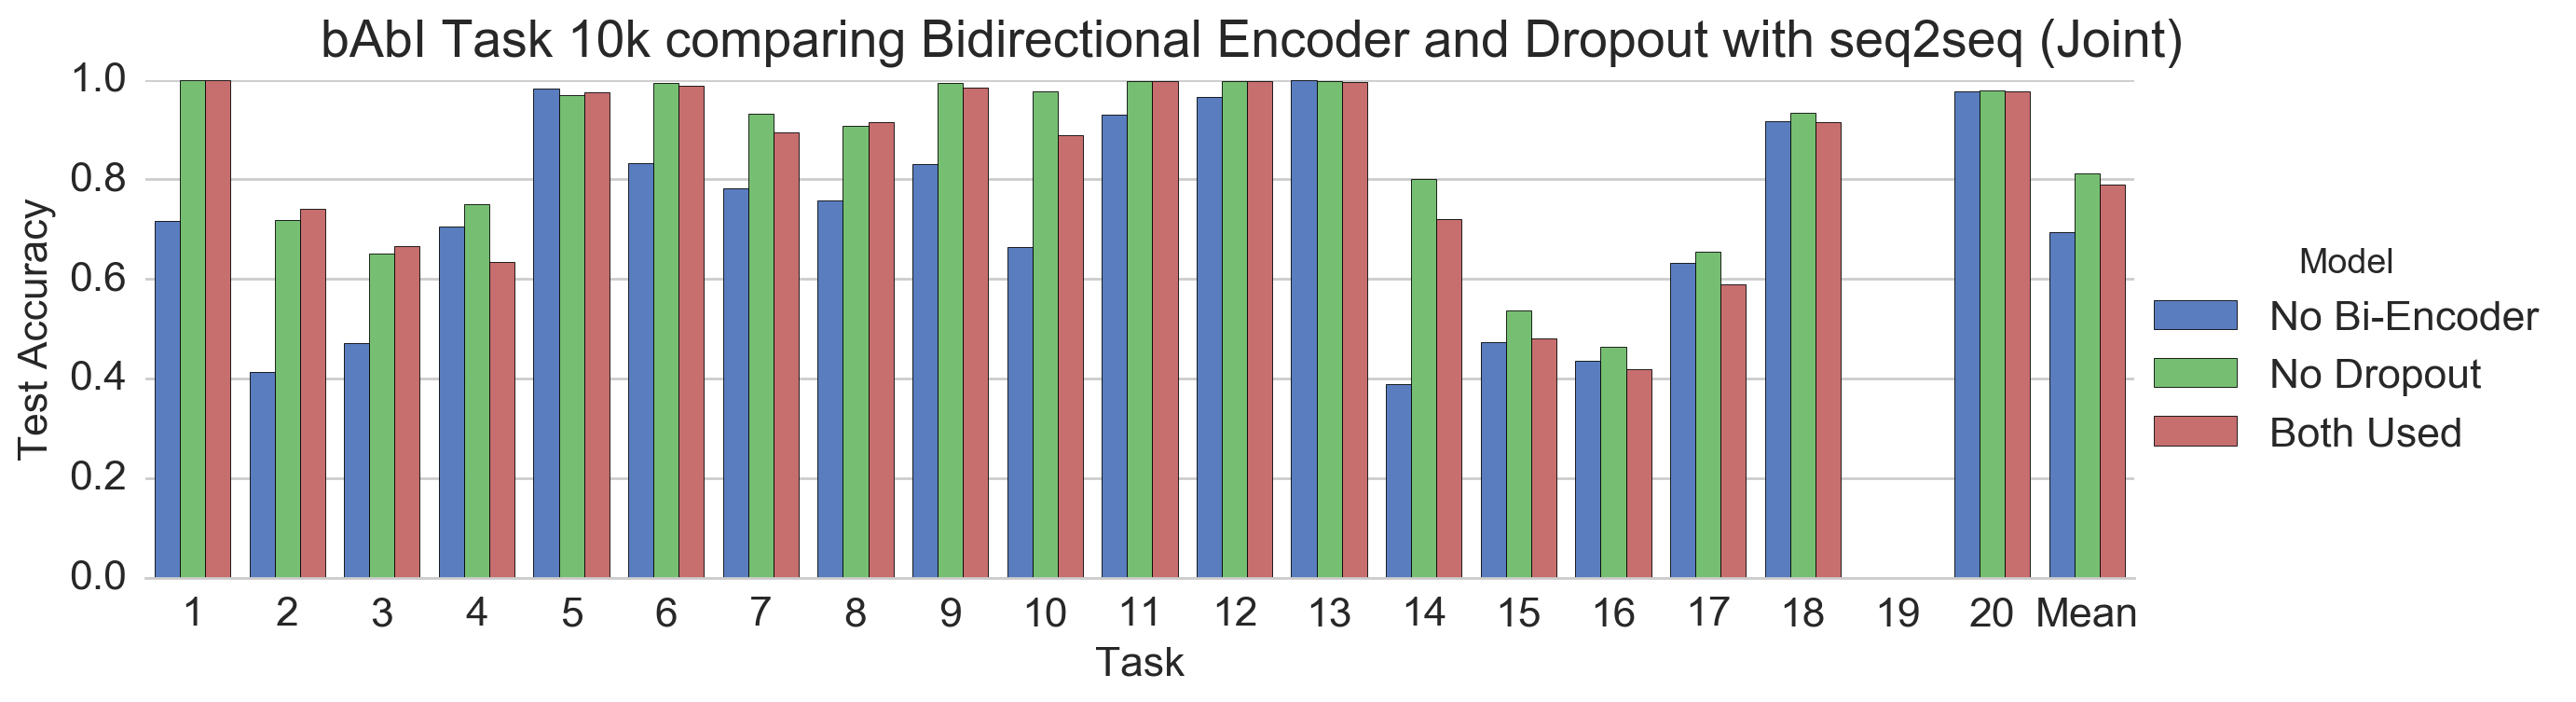 bAbI Task 10k comparing Bidirectional Encoder and Dropout with seq2seq (Joint)
1.0
0.8
0.6
0.4
0.2
0.0
Test Accuracy
1 2 3 4 5 6 7 8 9 10 11 12 13 14 15 16 17 18 19 20 Mean
Task
Model
No Bi-Encoder
No Dropout
Both Used